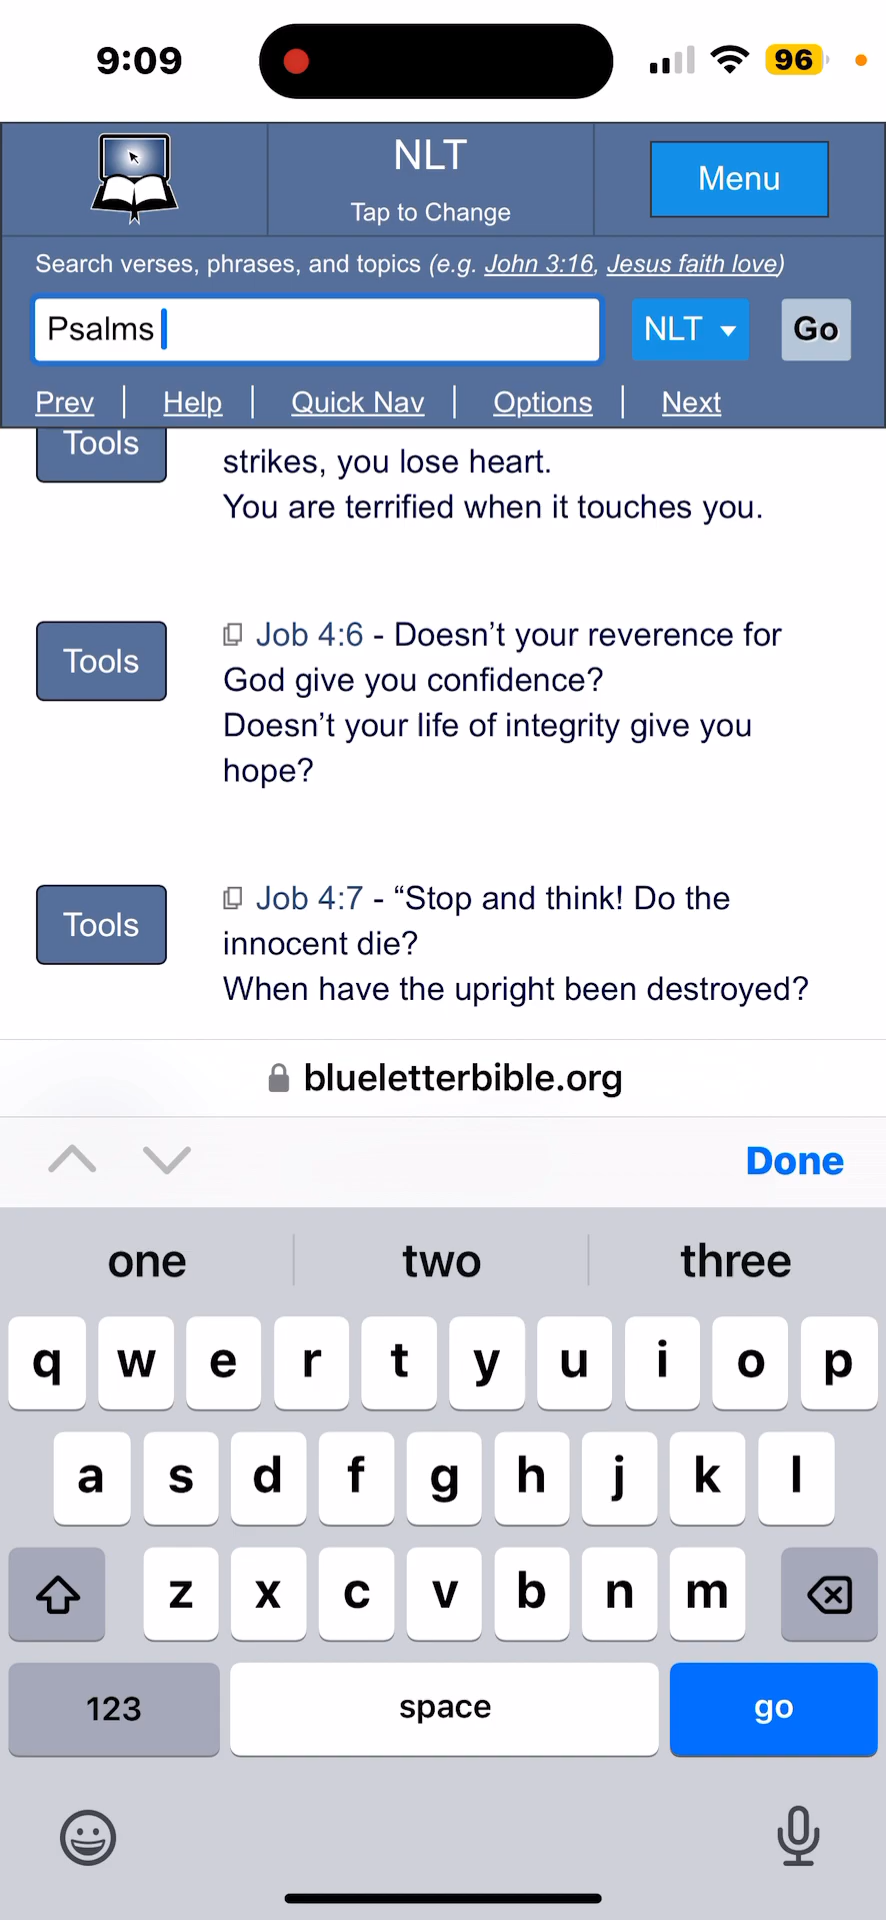 9:09
96
NLT
Tap to Change
Menu
Search verses, phrases, and topics (e.g. John 3:16, Jesus faith love)
Psalms
NLT
Go
Prev | Help | Quick Nav | Options | Next
Tools
strikes, you lose heart.
You are terrified when it touches you.
Tools
Job 4:6 - Doesn’t your reverence for
God give you confidence?
Doesn’t your life of integrity give you
hope?
Tools
Job 4:7 - “Stop and think! Do the
innocent die?
When have the upright been destroyed?
blueletterbible.org
Done
one two three
q w e r t y u i o p
a s d f g h j k l
z x c v b n m
123 space go